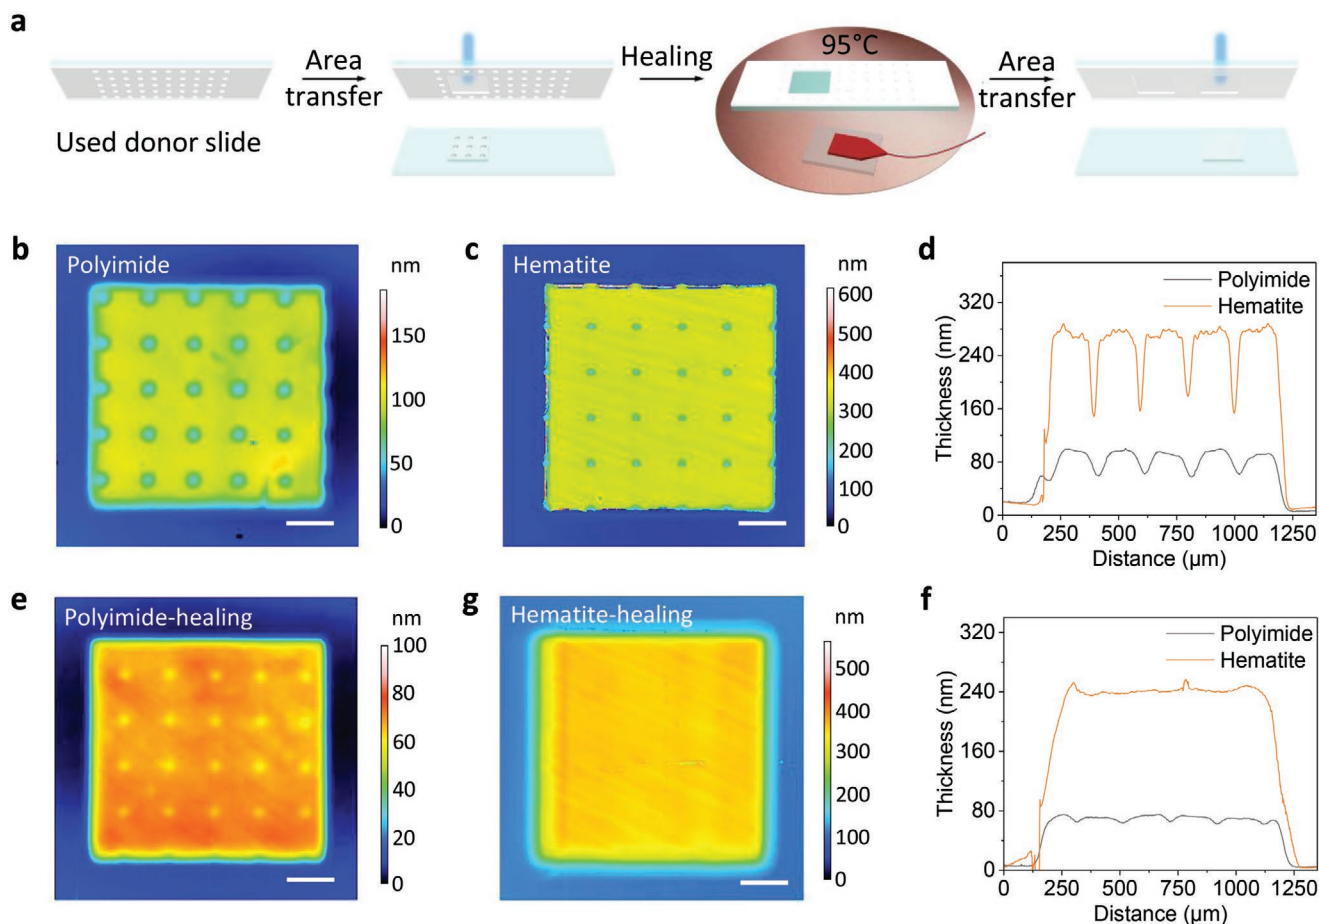 a
Area
transfer
Healing
95°C
Area
transfer
Used donor slide
b
Polyimide
nm
150
100
50
0
c
Hematite
nm
600
500
400
300
200
100
0
d
Polyimide
Hematite
Thickness (nm)
320
240
160
80
0
0 250 500 750 1000 1250
Distance (µm)
e
Polyimide-healing
nm
100
80
60
40
20
0
g
Hematite-healing
nm
500
400
300
200
100
0
f
Polyimide
Hematite
Thickness (nm)
320
240
160
80
0
0 250 500 750 1000 1250
Distance (µm)